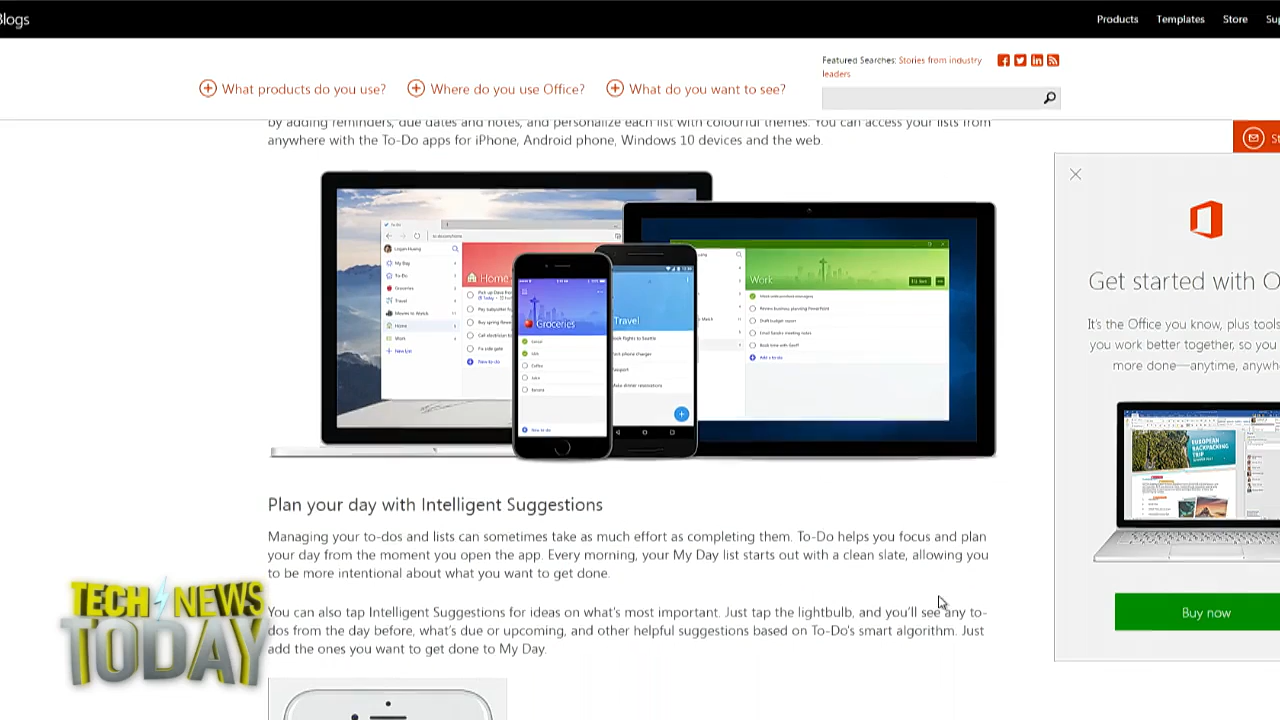 Blogs
Products Templates Store Su
Featured Searches: Stories from industry
leaders
What products do you use? Where do you use Office? What do you want to see?
by adding reminders, due dates and notes, and personalize each list with colourful themes. You can access your lists from
anywhere with the To-Do apps for iPhone, Android phone, Windows 10 devices and the web.
St
Home
Groceries
Travel
Work
Get started with O
It's the Office you know, plus tools
you work better together, so you
more done—anytime, anywh
EUROPEAN
BACKPACKING
TRIP
Buy now
Plan your day with Intelligent Suggestions
Managing your to-dos and lists can sometimes take as much effort as completing them. To-Do helps you focus and plan
your day from the moment you open the app. Every morning, your My Day list starts out with a clean slate, allowing you
to be more intentional about what you want to get done.
You can also tap Intelligent Suggestions for ideas on what's most important. Just tap the lightbulb, and you'll see any to-
dos from the day before, what's due or upcoming, and other helpful suggestions based on To-Do's smart algorithm. Just
add the ones you want to get done to My Day.
TECH NEWS
TODAY